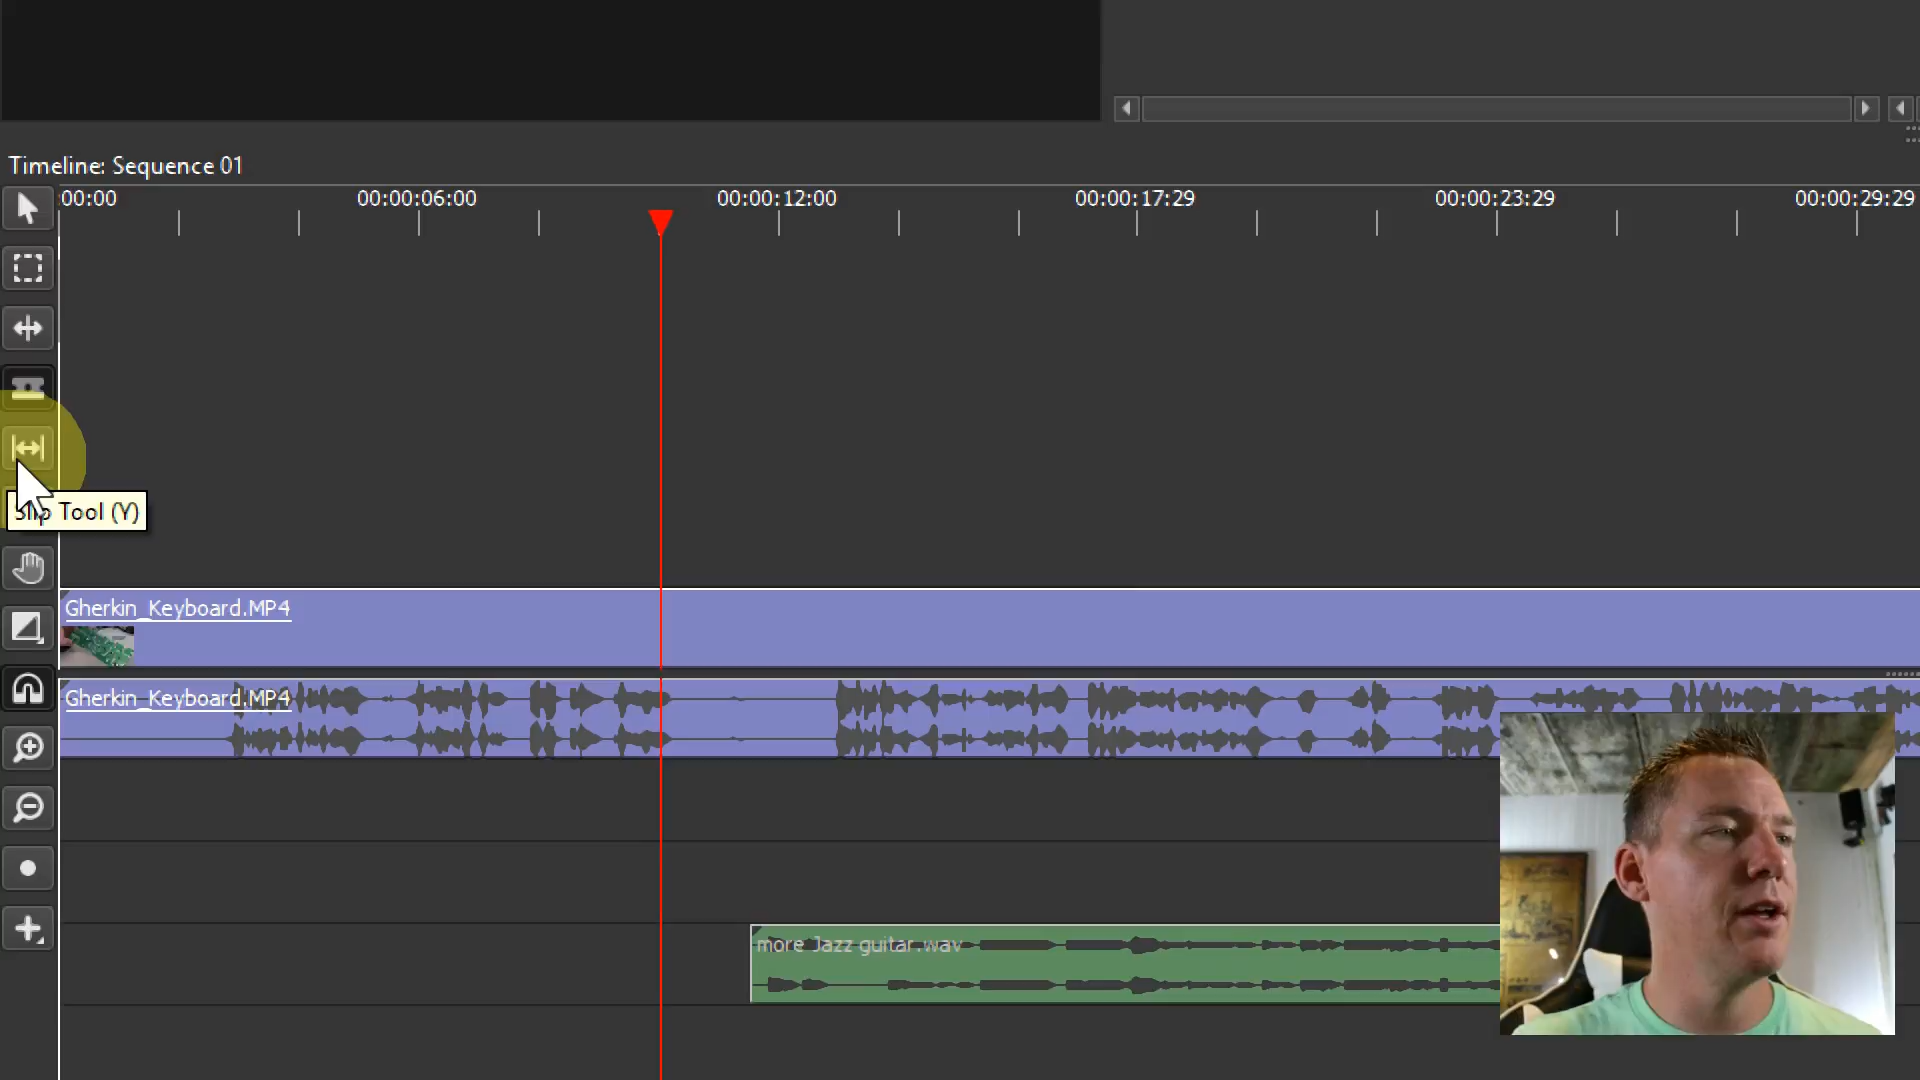 Timeline: Sequence 01
00:00
00:00:06:00
00:00:12:00
00:00:17:29
00:00:23:29
00:00:29:29
Slip Tool (Y)
Gherkin_Keyboard.MP4
Gherkin_Keyboard.MP4
more Jazz guitar.wav